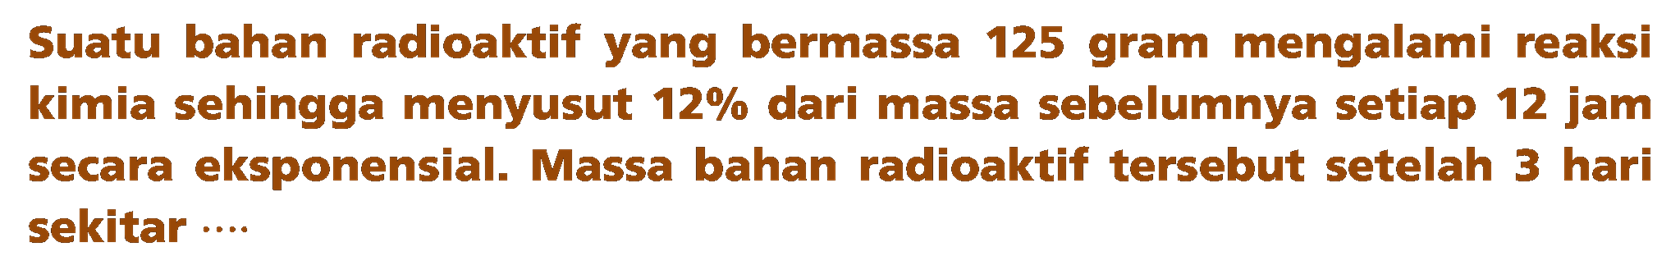 Suatu bahan radioaktif yang bermassa 125 gram mengalami reaksi
kimia sehingga menyusut 12% dari massa sebelumnya setiap 12 jam
secara eksponensial. Massa bahan radioaktif tersebut setelah 3 hari
sekitar ....